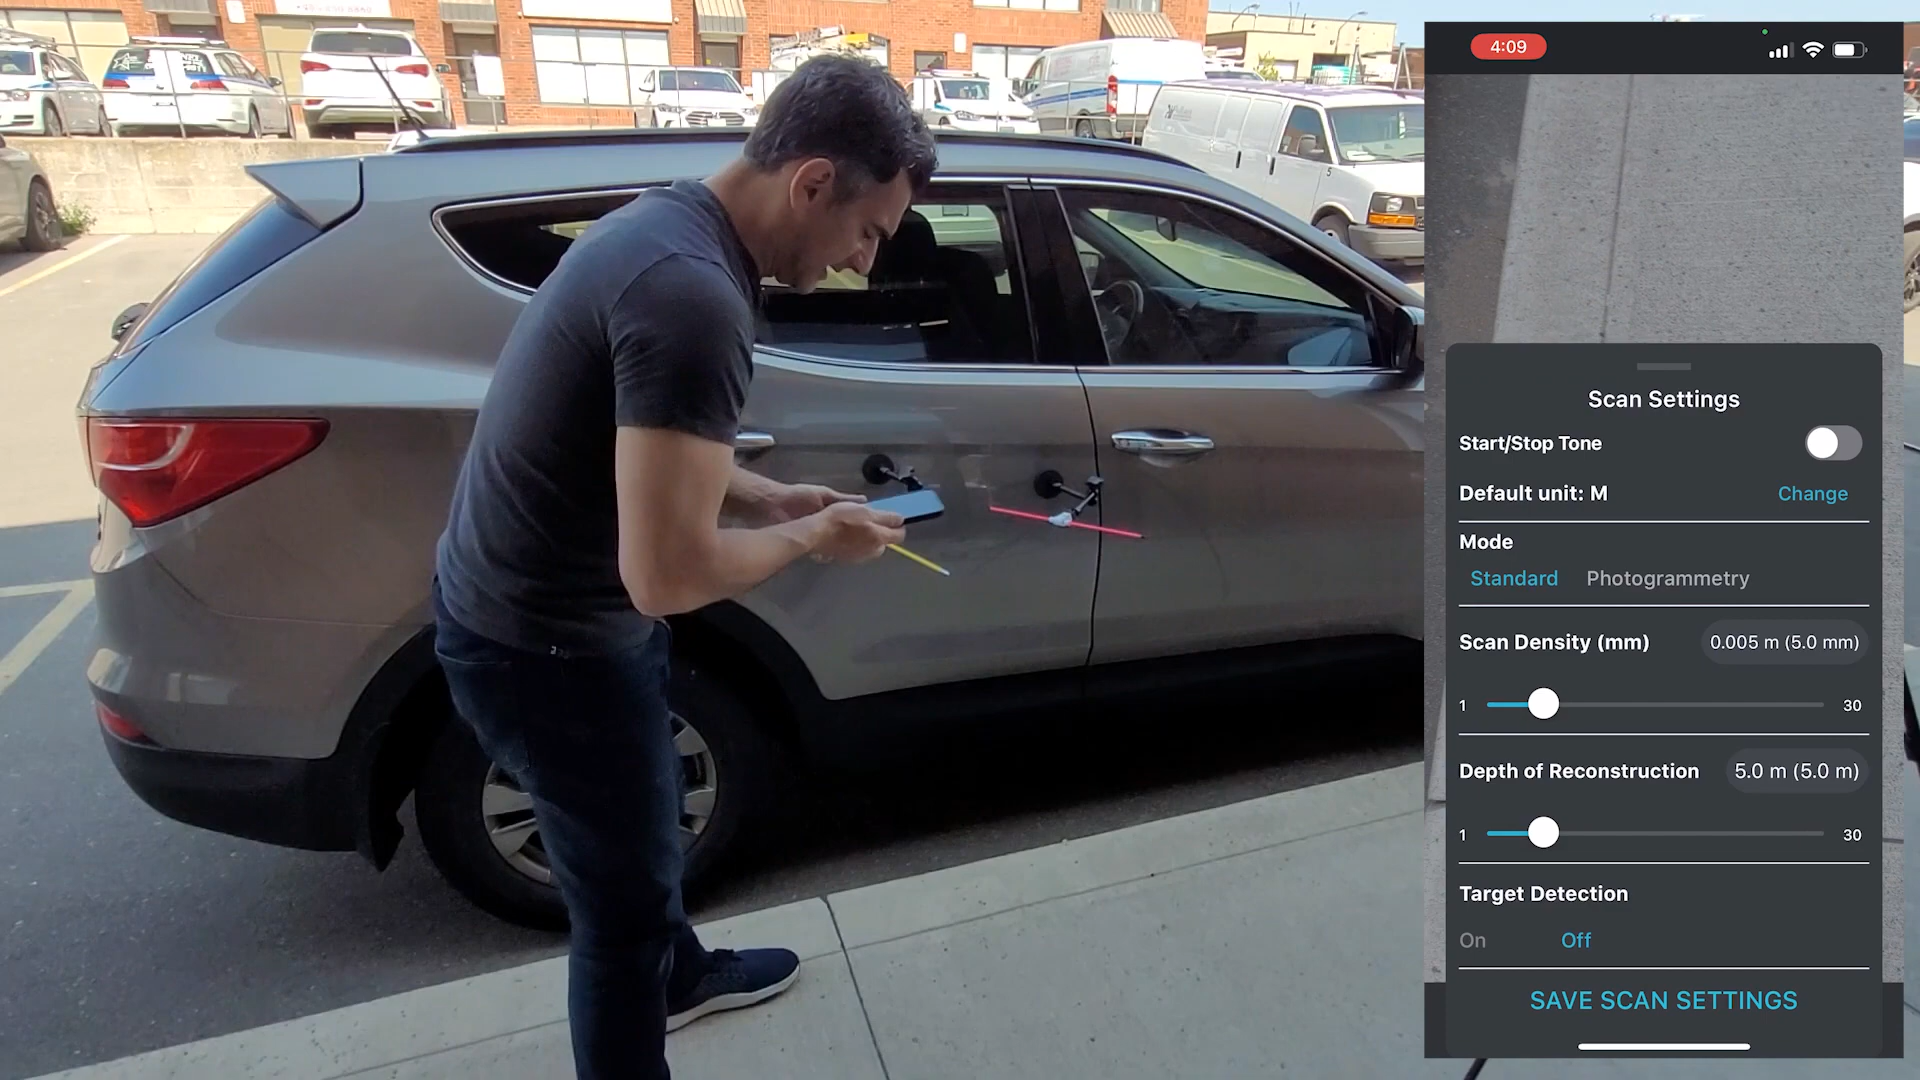 4:09
Scan Settings
Start/Stop Tone
Default unit: M Change
Mode
Standard Photogrammetry
Scan Density (mm) 0.005 m (5.0 mm)
1 30
Depth of Reconstruction 5.0 m (5.0 m)
1 30
Target Detection
On Off
SAVE SCAN SETTINGS
5